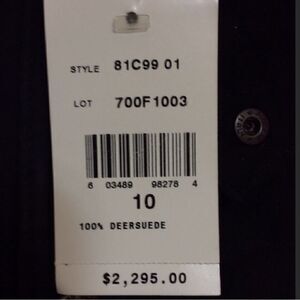 STYLE 81C99 01
LOT 700F1003
6 03489 98278 4
10
100% DEERSUEDE
$2,295.00